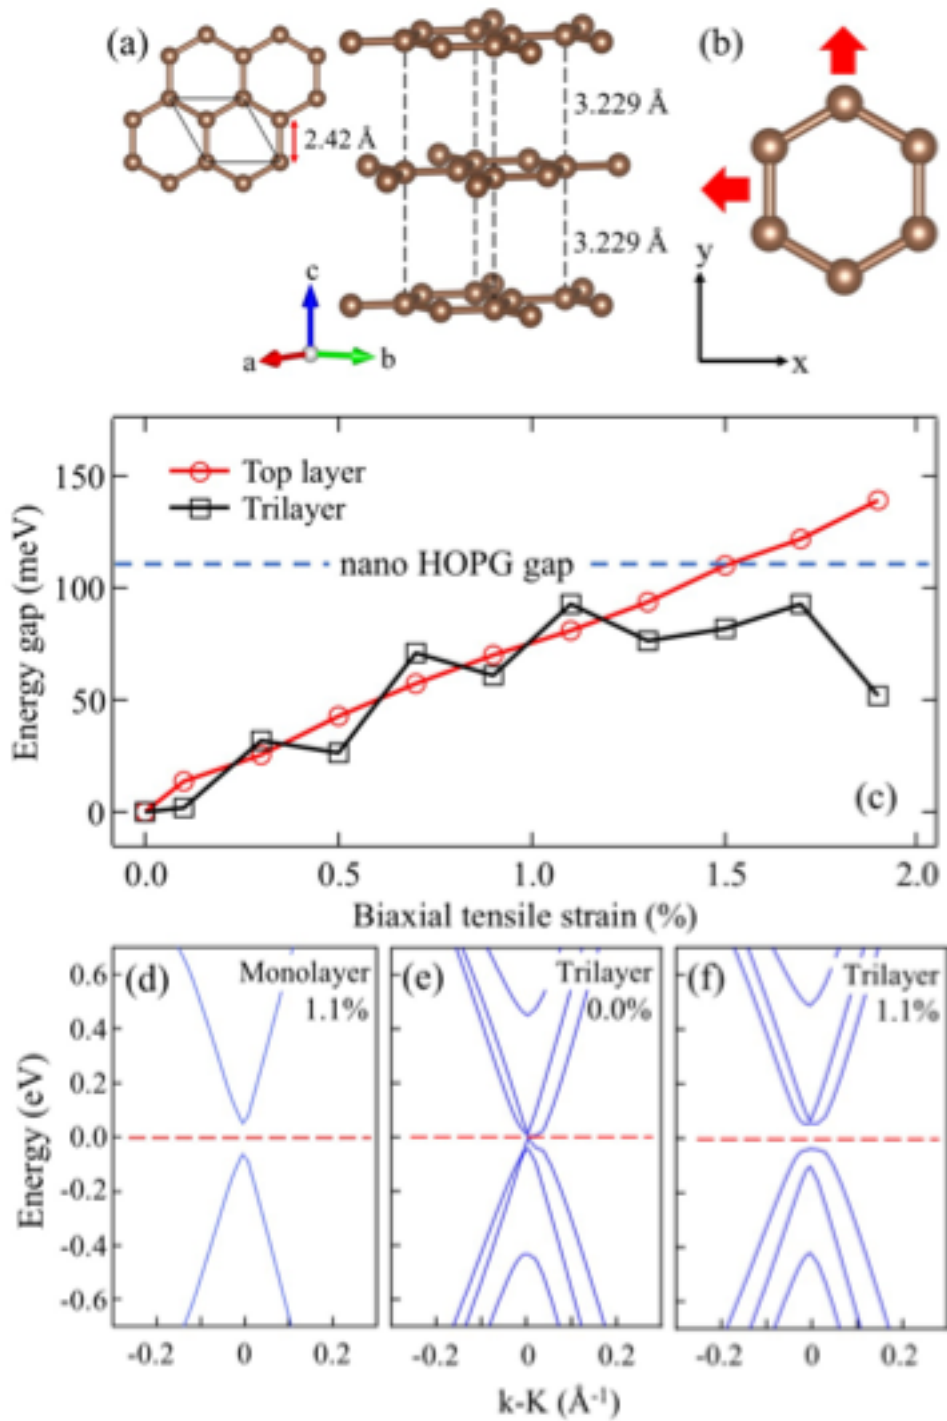 (a)
2.42 Å
3.229 Å
3.229 Å
c
a
b
(b)
y
x
Energy gap (meV)
150
100
50
0
Top layer
Trilayer
nano HOPG gap
(c)
0.0 0.5 1.0 1.5 2.0
Biaxial tensile strain (%)
Energy (eV)
0.6
0.4
0.2
0.0
-0.2
-0.4
-0.6
(d) Monolayer
1.1%
(e) Trilayer
0.0%
(f) Trilayer
1.1%
-0.2 0 0.2
-0.2 0 0.2
-0.2 0 0.2
k-K (Å⁻¹)